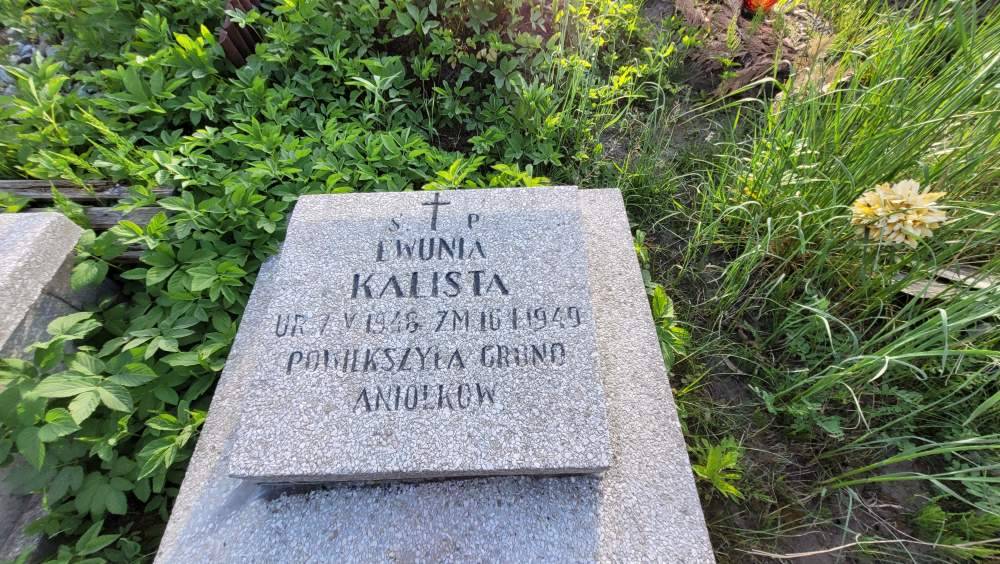 Ś. P
EWUNIA
KALISTA
UR 7 V 1948 ZM 16 I 1949
POWIĘKSZYŁA GRONO
ANIOŁKÓW